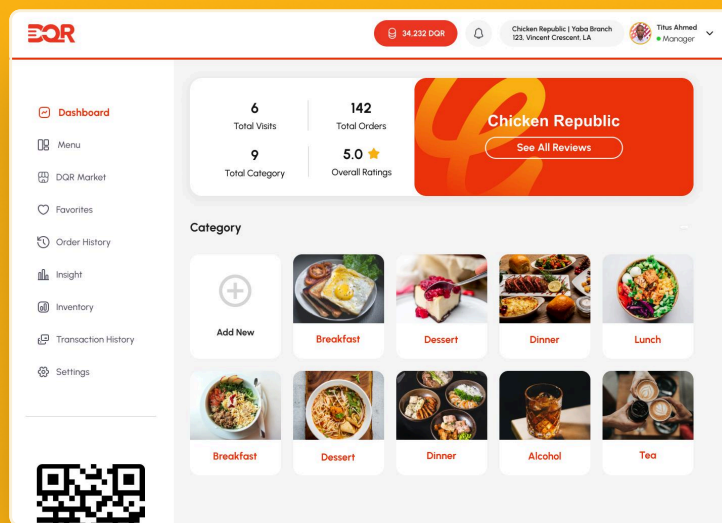 DQR
34,232 DQR
Chicken Republic | Yaba Branch
123, Vincent Crescent, LA
Titus Ahmed
Manager
Dashboard
Menu
DQR Market
Favorites
Order History
Insight
Inventory
Transaction History
Settings
6
Total Visits
142
Total Orders
9
Total Category
5.0
Overall Ratings
Chicken Republic
See All Reviews
Category
Add New
Breakfast
Dessert
Dinner
Lunch
Breakfast
Dessert
Dinner
Alcohol
Tea